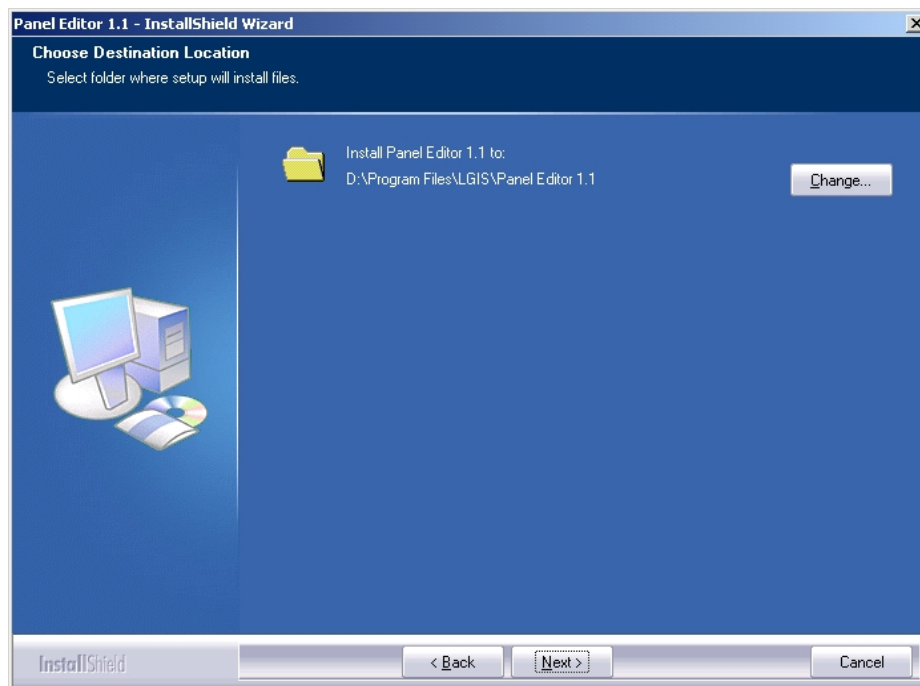 Panel Editor 1.1 - InstallShield Wizard
Choose Destination Location
Select folder where setup will install files.
Install Panel Editor 1.1 to:
D:\Program Files\LGIS\Panel Editor 1.1
Change...
InstallShield
< Back
Next >
Cancel